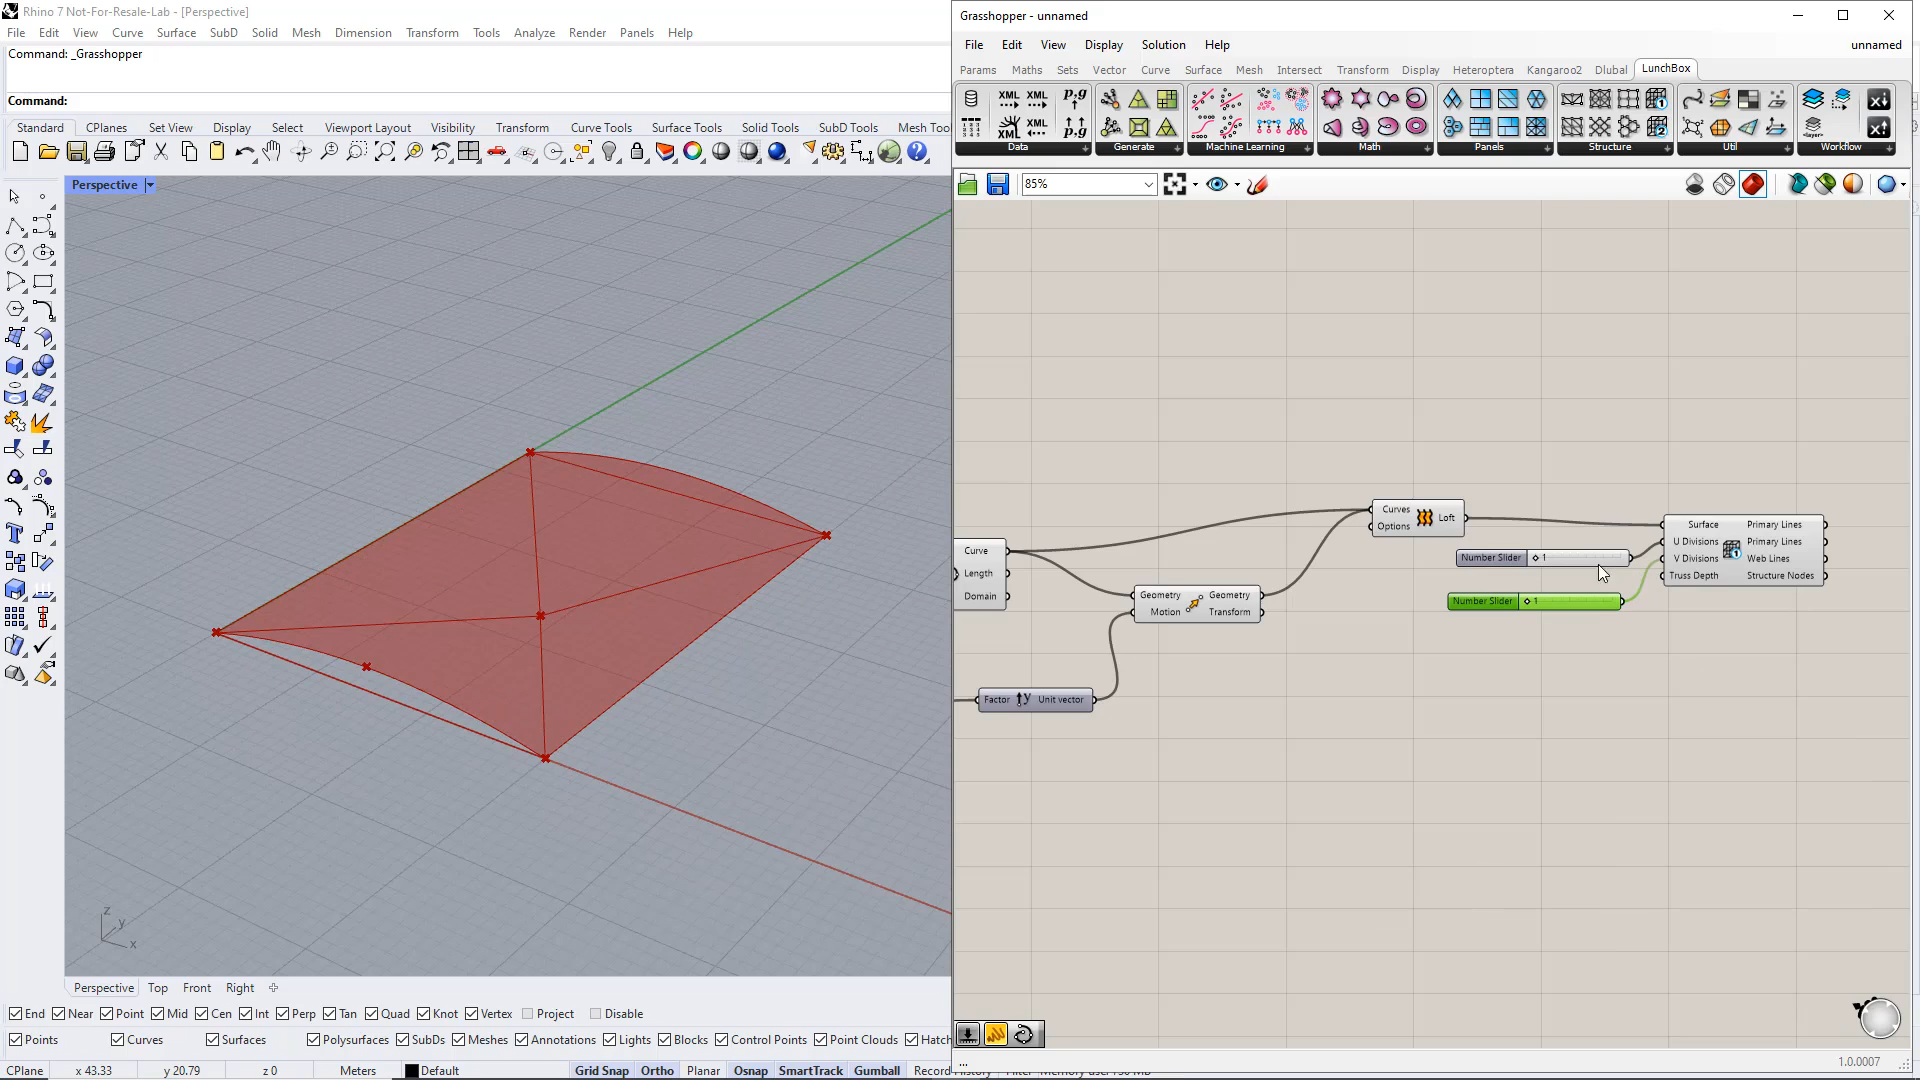 Rhino 7 Not-For-Resale-Lab - [Perspective]
File Edit View Curve Surface SubD Solid Mesh Dimension Transform Tools Analyze Render Panels Help
Command: _Grasshopper
Command:
Standard CPlanes Set View Display Select Viewport Layout Visibility Transform Curve Tools Surface Tools Solid Tools SubD Tools Mesh Too
Perspective
z
y
x
Perspective Top Front Right
End Near Point Mid Cen Int Perp Tan Quad Knot Vertex Project Disable
Points Curves Surfaces Polysurfaces SubDs Meshes Annotations Lights Blocks Control Points Point Clouds Hatch
CPlane x 43.33 y 20.79 z 0 Meters Default Grid Snap Ortho Planar Osnap SmartTrack Gumball Record History
Grasshopper - unnamed
File Edit View Display Solution Help unnamed
Params Maths Sets Vector Curve Surface Mesh Intersect Transform Display Heteroptera Kangaroo2 Dlubal LunchBox
XML XML p,q
XML XML p,q
Data Generate Machine Learning Math Panels Structure Util Workflow
85%
Curve
Length
Domain
Geometry Geometry
Motion Transform
Factor y Unit vector
Curves
Options
Loft
Number Slider 1
Number Slider 1
Surface Primary Lines
U Divisions Primary Lines
V Divisions Web Lines
Truss Depth Structure Nodes
...
1.0.0007